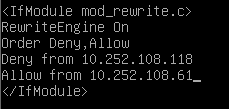 <IfModule mod_rewrite.c>
RewriteEngine On
Order Deny,Allow
Deny from 10.252.108.118
Allow from 10.252.108.61_
</IfModule>